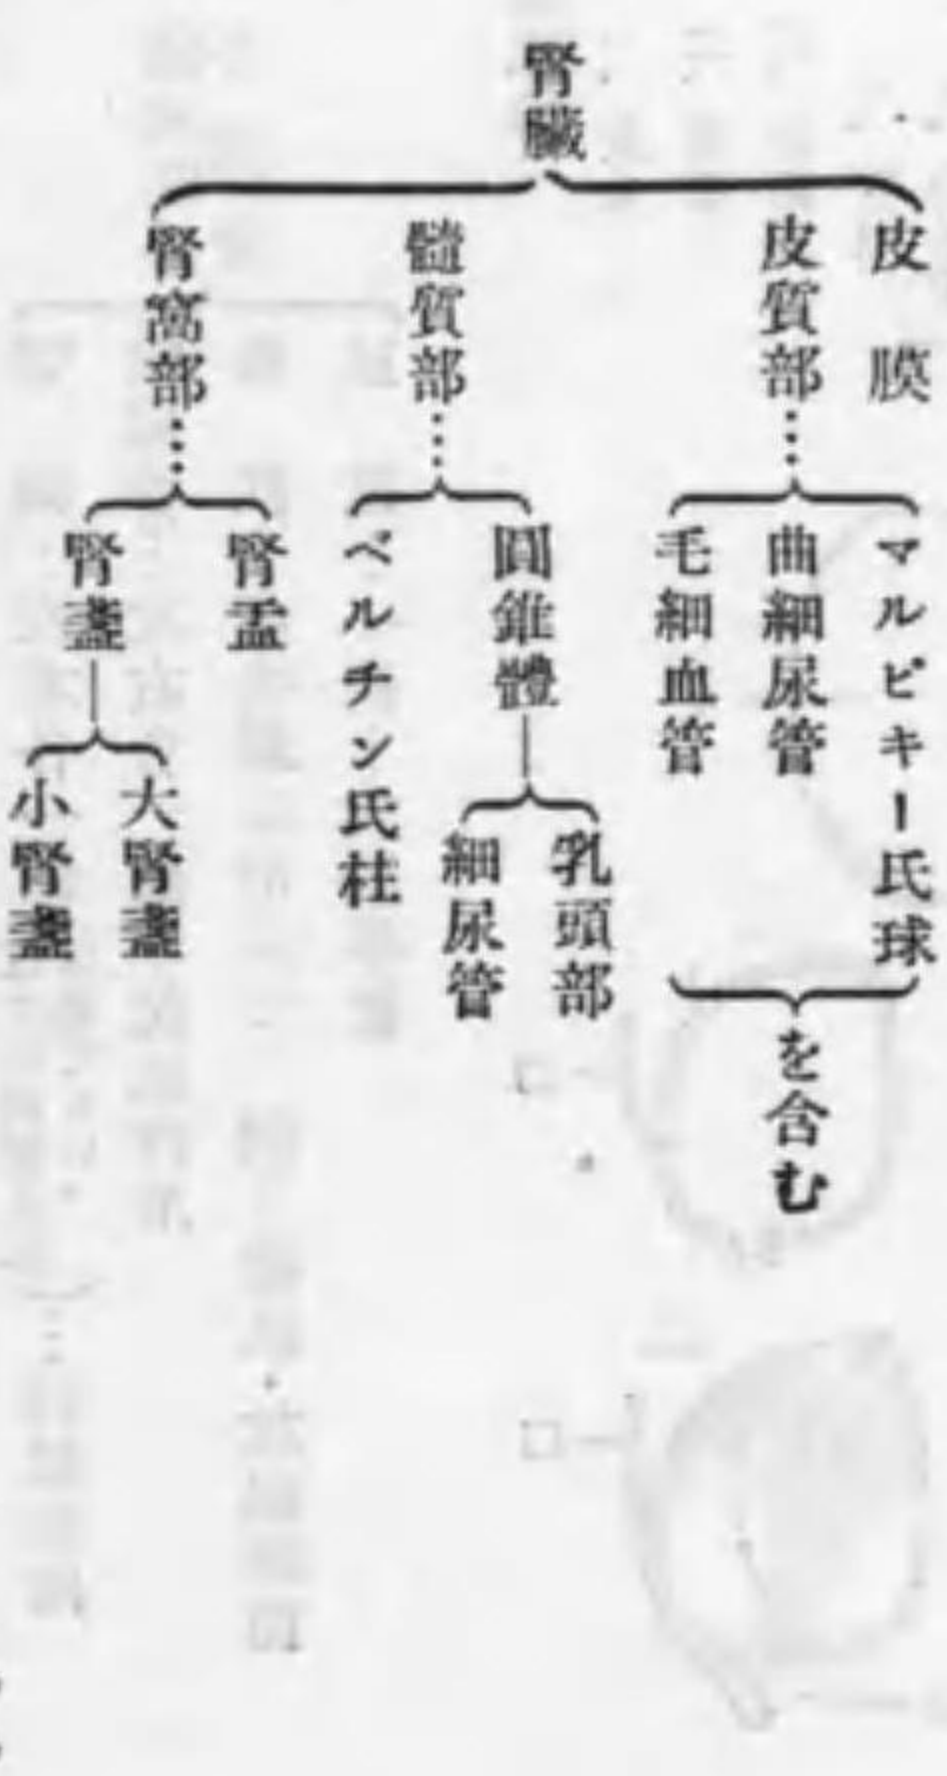 腎臓
皮膜
皮質部…
マルピキー氏球
曲細尿管
毛細血管
を含む
髓質部…
圓錐體
乳頭部
細尿管
ベルチン氏柱
腎窩部…
腎盂
腎盞
大腎盞
小腎盞